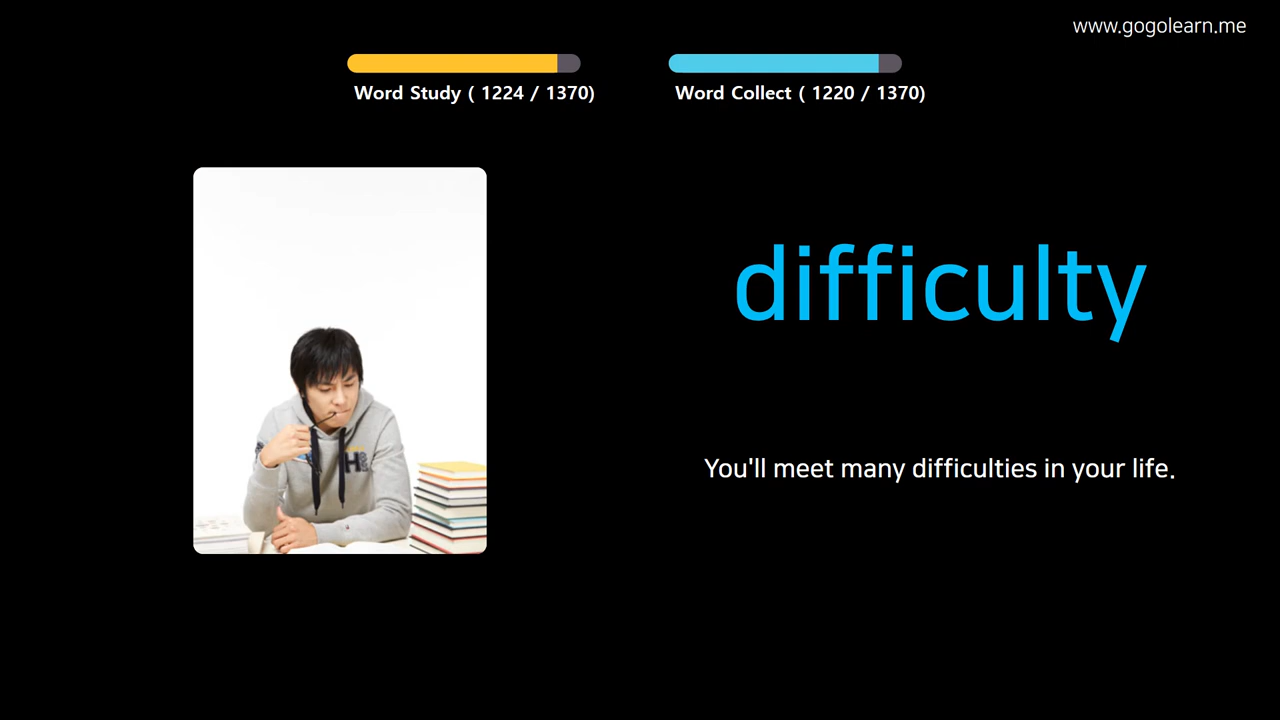 www.gogolearn.me
Word Study ( 1224 / 1370)
Word Collect ( 1220 / 1370)
difficulty
You'll meet many difficulties in your life.
H